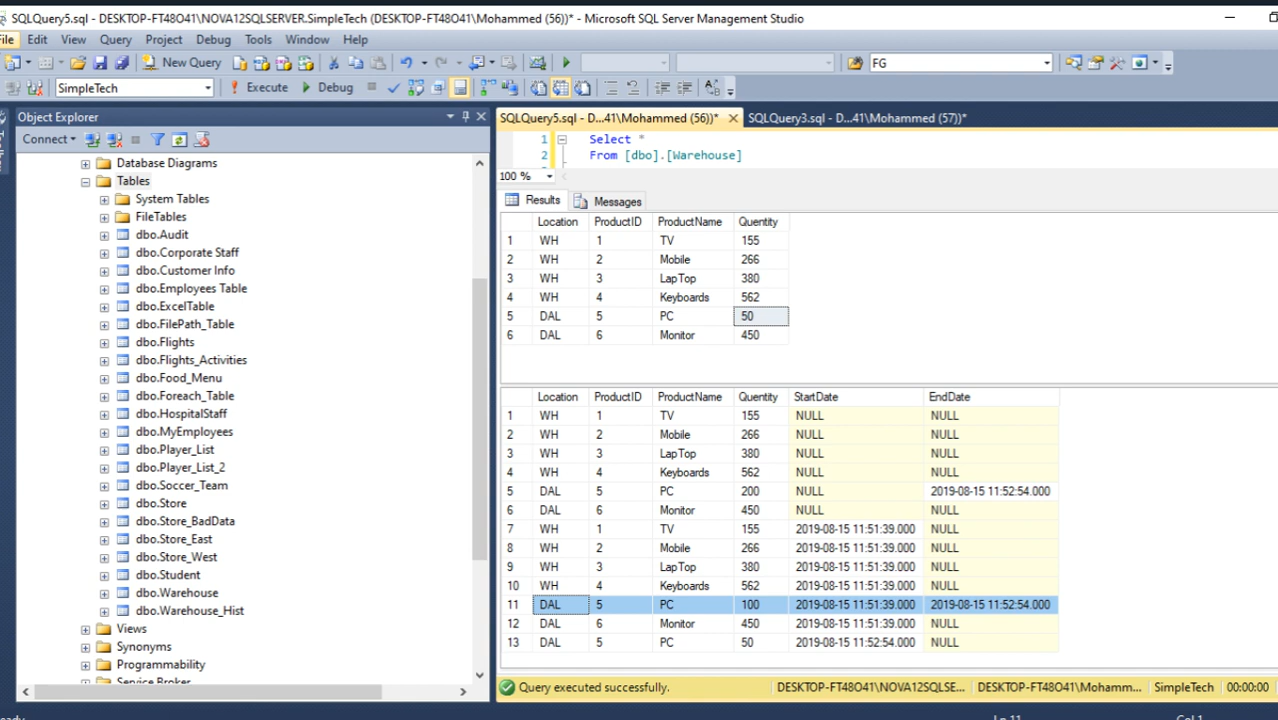 SQLQuery5.sql - DESKTOP-FT48O41\NOVA12SQLSERVER.SimpleTech (DESKTOP-FT48O41\Mohammed (56))* - Microsoft SQL Server Management Studio
File Edit View Query Project Debug Tools Window Help
New Query FG
SimpleTech Execute Debug
Object Explorer
Connect
Database Diagrams
Tables
System Tables
FileTables
dbo.Audit
dbo.Corporate Staff
dbo.Customer Info
dbo.Employees Table
dbo.ExcelTable
dbo.FilePath_Table
dbo.Flights
dbo.Flights_Activities
dbo.Food_Menu
dbo.Foreach_Table
dbo.HospitalStaff
dbo.MyEmployees
dbo.Player_List
dbo.Player_List_2
dbo.Soccer_Team
dbo.Store
dbo.Store_BadData
dbo.Store_East
dbo.Store_West
dbo.Student
dbo.Warehouse
dbo.Warehouse_Hist
Views
Synonyms
Programmability
Service Broker
SQLQuery5.sql - D...41\Mohammed (56))* SQLQuery3.sql - D...41\Mohammed (57))*
1 Select *
2 From [dbo].[Warehouse]
100 %
Results Messages
Location ProductID ProductName Quentity
1 WH 1 TV 155
2 WH 2 Mobile 266
3 WH 3 LapTop 380
4 WH 4 Keyboards 562
5 DAL 5 PC 50
6 DAL 6 Monitor 450
Location ProductID ProductName Quentity StartDate EndDate
1 WH 1 TV 155 NULL NULL
2 WH 2 Mobile 266 NULL NULL
3 WH 3 LapTop 380 NULL NULL
4 WH 4 Keyboards 562 NULL NULL
5 DAL 5 PC 200 NULL 2019-08-15 11:52:54.000
6 DAL 6 Monitor 450 NULL NULL
7 WH 1 TV 155 2019-08-15 11:51:39.000 NULL
8 WH 2 Mobile 266 2019-08-15 11:51:39.000 NULL
9 WH 3 LapTop 380 2019-08-15 11:51:39.000 NULL
10 WH 4 Keyboards 562 2019-08-15 11:51:39.000 NULL
11 DAL 5 PC 100 2019-08-15 11:51:39.000 2019-08-15 11:52:54.000
12 DAL 6 Monitor 450 2019-08-15 11:51:39.000 NULL
13 DAL 5 PC 50 2019-08-15 11:52:54.000 NULL
Query executed successfully. DESKTOP-FT48O41\NOVA12SQLSE... DESKTOP-FT48O41\Mohamm... SimpleTech 00:00:00